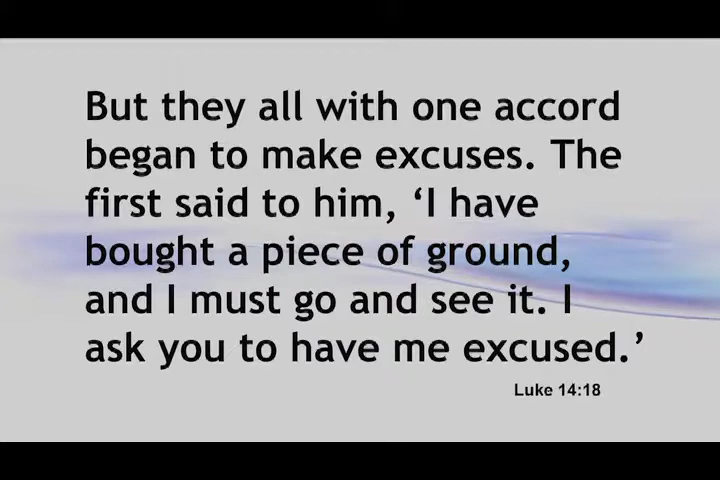 But they all with one accord
began to make excuses. The
first said to him, ‘I have
bought a piece of ground,
and I must go and see it. I
ask you to have me excused.’
Luke 14:18